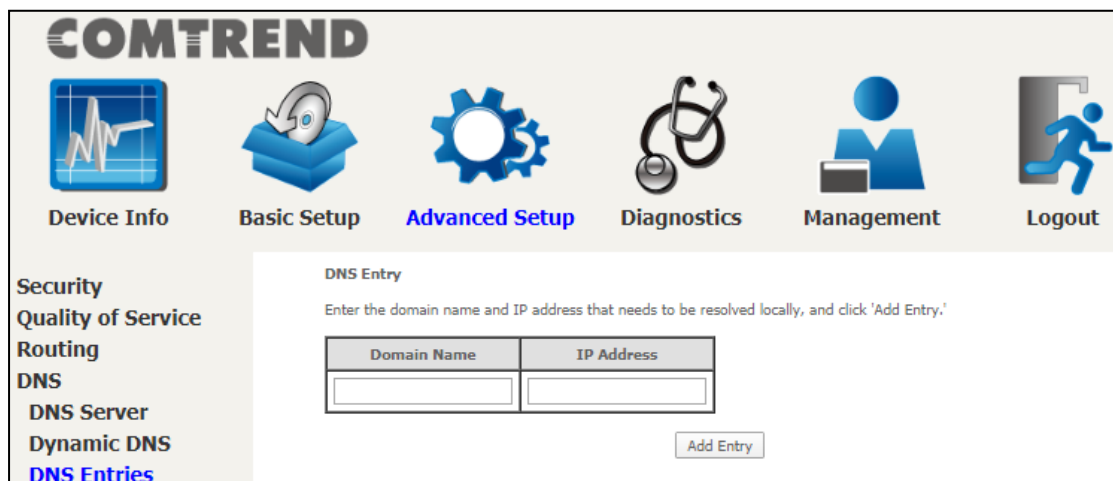 COMTREND
Device Info
Basic Setup
Advanced Setup
Diagnostics
Management
Logout
Security
Quality of Service
Routing
DNS
DNS Server
Dynamic DNS
DNS Entries
DNS Entry
Enter the domain name and IP address that needs to be resolved locally, and click 'Add Entry.'
Domain Name
IP Address
Add Entry